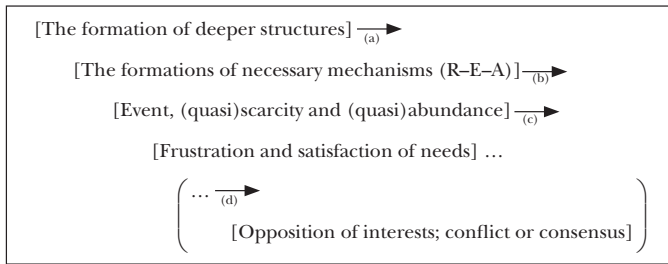 [The formation of deeper structures] (a)
[The formations of necessary mechanisms (R–E–A)] (b)
[Event, (quasi)scarcity and (quasi)abundance] (c)
[Frustration and satisfaction of needs] ...
( ... (d)
[Opposition of interests; conflict or consensus] )